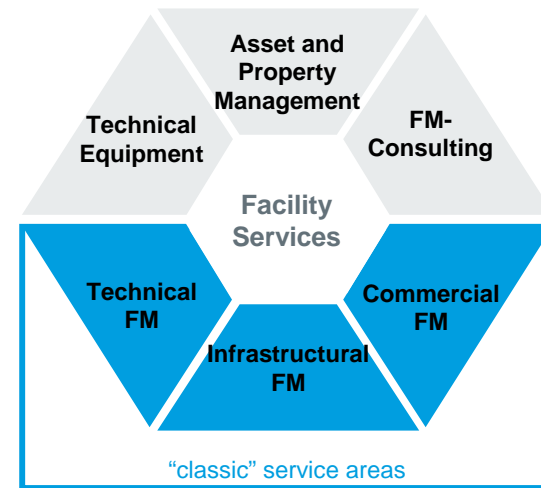 Asset and
Property
Management
Technical
Equipment
FM-
Consulting
Facility
Services
Technical
FM
Commercial
FM
Infrastructural
FM
“classic” service areas